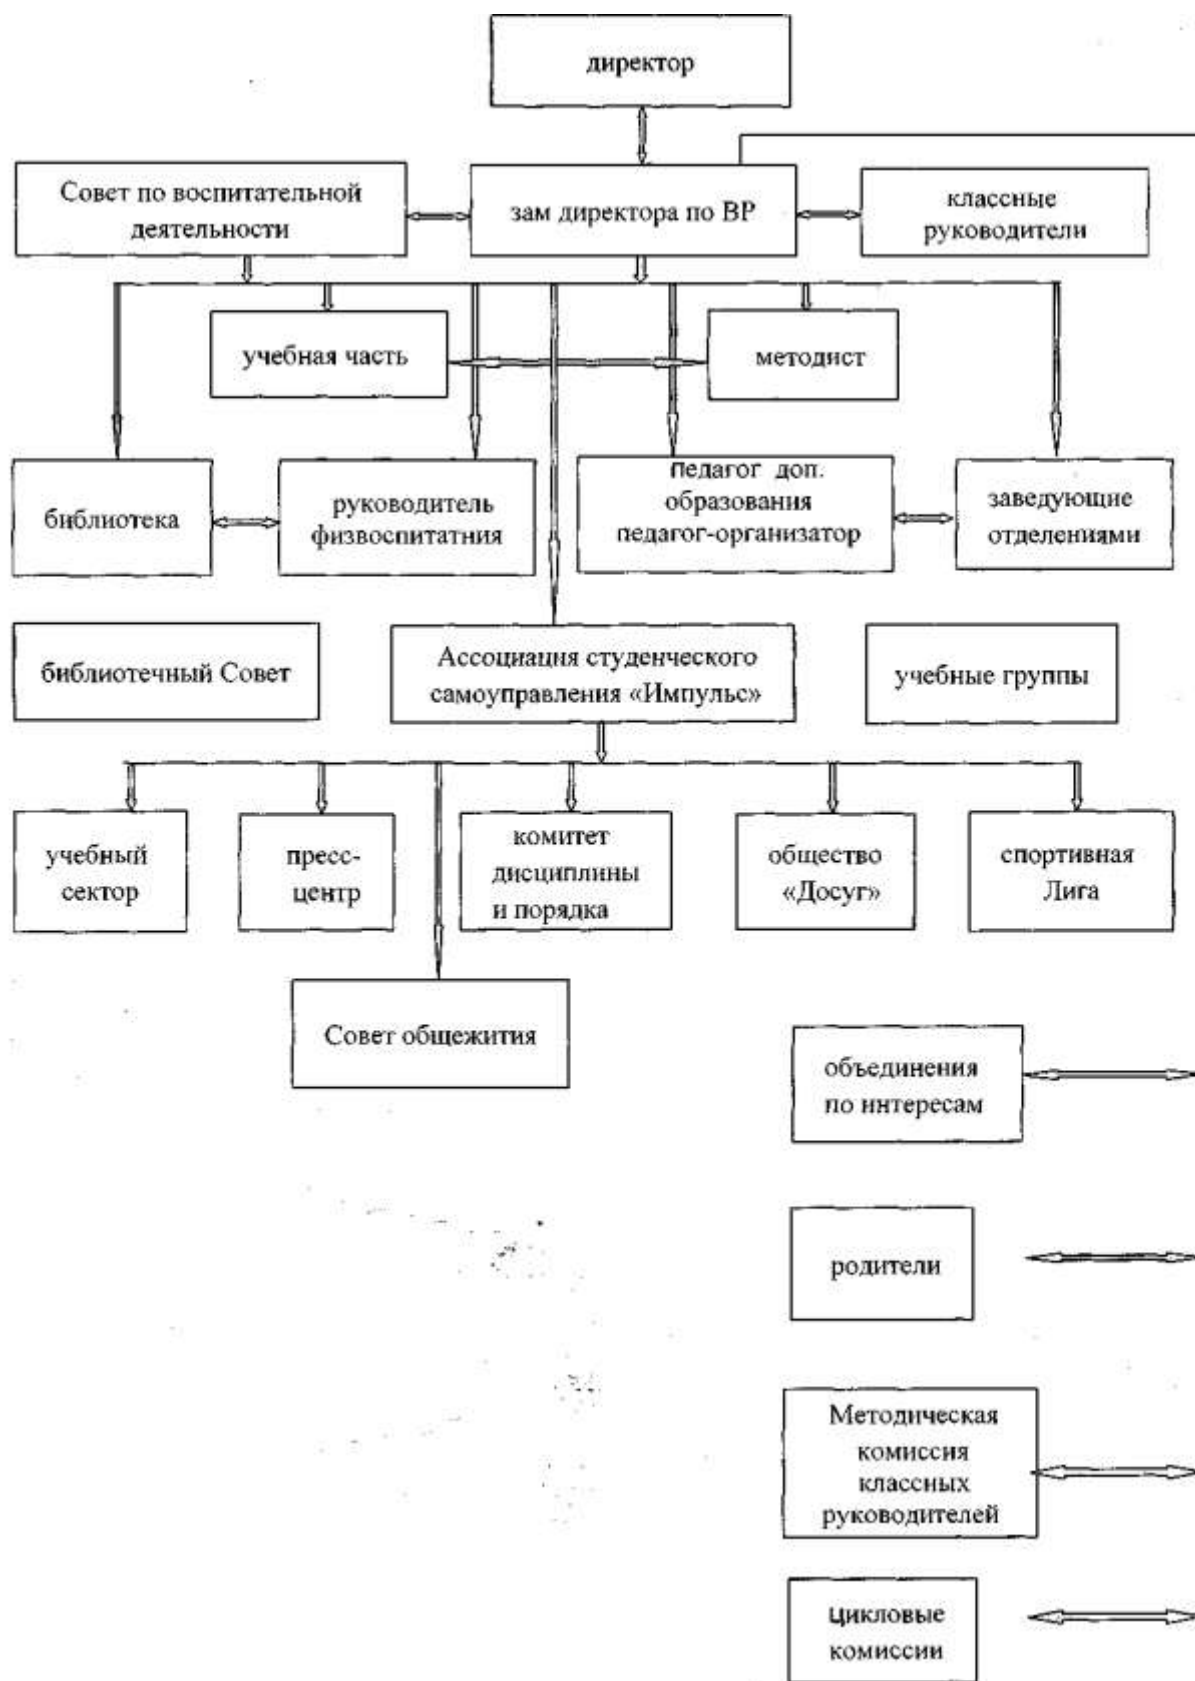 директор
Совет по воспитательной
деятельности
зам директора по ВР
классные
руководители
учебная часть
методист
библиотека
руководитель
физвоспитатния
педагог доп.
образования
педагог-организатор
заведующие
отделениями
библиотечный Совет
Ассоциация студенческого
самоуправления «Импульс»
учебные группы
учебный
сектор
пресс-
центр
комитет
дисциплины
и порядка
общество
«Досуг»
спортивная
Лига
Совет общежития
объединения
по интересам
родители
Методическая
комиссия
классных
руководителей
цикловые
комиссии